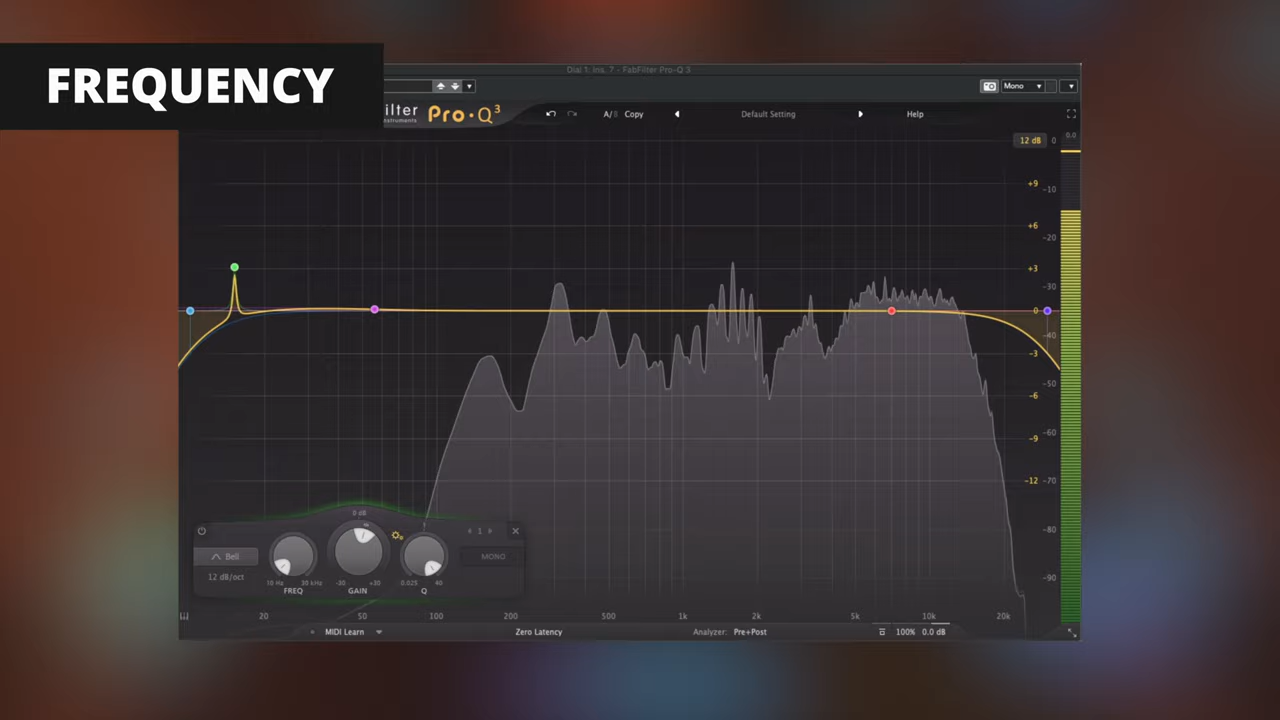 FREQUENCY
Dial 1: Ins. 7 - FabFilter Pro-Q 3
Mono
ilter Pro·Q3
A/B Copy
Default Setting
Help
12 dB 0 0.0
+9 -10
+6 -20
+3 -30
0 -40
-3 -50
-6 -60
-9
-12 -70
-80
-90
0 dB
1
Bell
MONO
12 dB/oct
10 Hz 30 kHz -30 +30 0.025 40
FREQ GAIN Q
20 50 100 200 500 1k 2k 5k 10k 20k
MIDI Learn
Zero Latency
Analyzer: Pre+Post
100% 0.0 dB